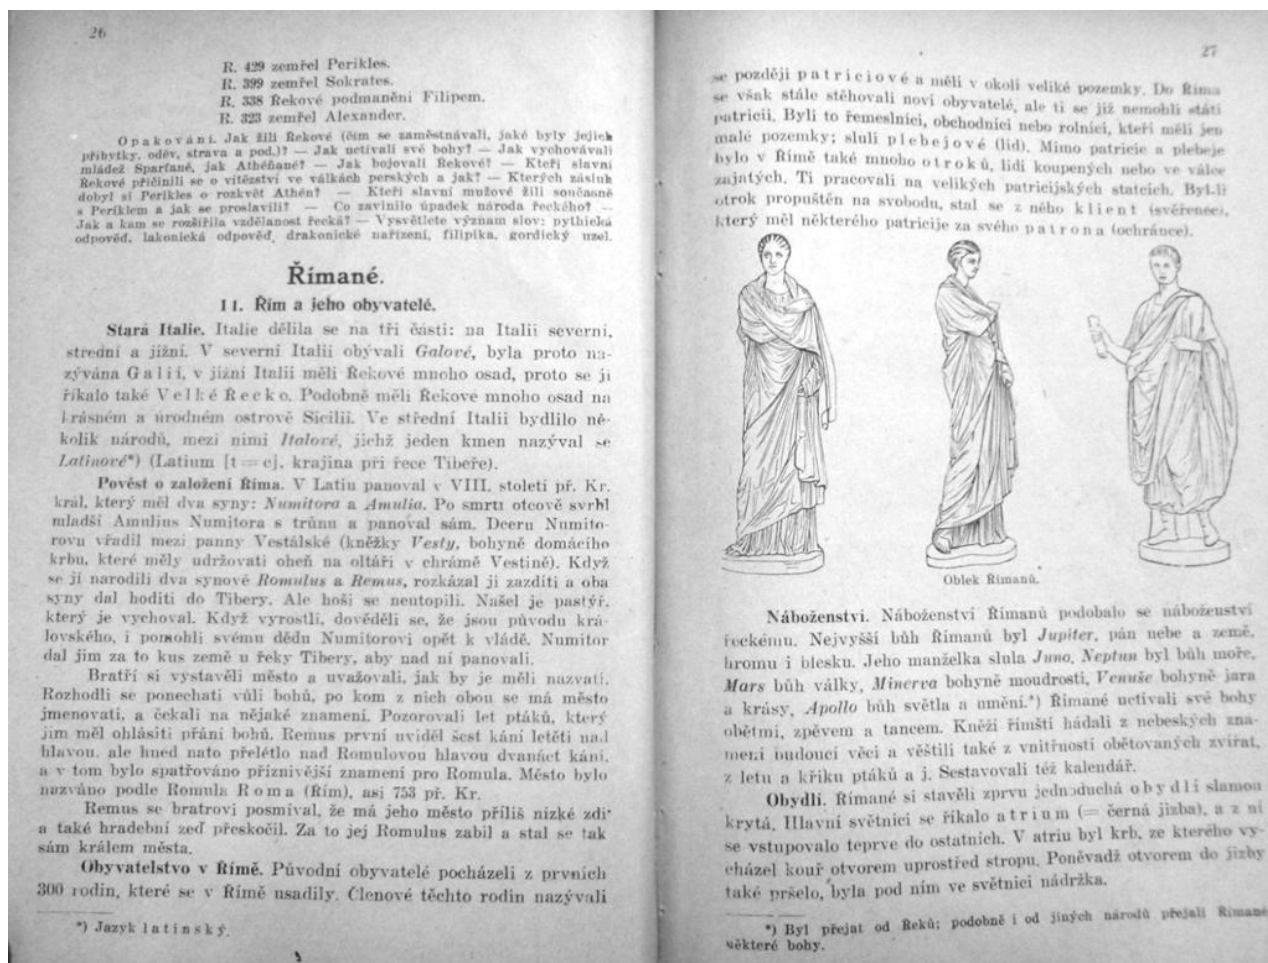 26
R. 429 zemřel Perikles.
R. 399 zemřel Sokrates.
R. 338 Řekové podmaněni Filipem.
R. 323 zemřel Alexander.
Opakování. Jak žili Řekové (čím se zaměstnávali, jaké byly jejich
příbytky, oděv, strava a pod.)? — Jak uctívali své bohy? — Jak vychovávali
mládež Sparťané, jak Athéňané? — Jak bojovali Řekové? — Kteří slavní
Řekové přičinili se o vítězství ve válkách perských a jak? — Kterých zásluh
dobyl si Perikles o rozkvět Athén? — Kteří slavní mužové žili současně
s Periklem a jak se proslavili? — Co zavinilo úpadek národa řeckého? —
Jak a kam se rozšířila vzdělanost řecká? — Vysvětlete význam slov: pythická
odpověď, lakonická odpověď, drakonické nařízení, filipika, gordický uzel.
Římané.
11. Řím a jeho obyvatelé.
Stará Italie. Italie dělila se na tři části: na Italii severní,
střední a jižní. V severní Italii obývali Galové, byla proto na-
zývána Galií, v jižní Italii měli Řekové mnoho osad, proto se jí
říkalo také Velké Řecko. Podobně měli Řekové mnoho osad na
krásném a úrodném ostrově Sicilii. Ve střední Italii bydlilo ně-
kolik národů, mezi nimi Italové, jichž jeden kmen nazýval se
Latinové*) (Latium [t = c], krajina při řece Tibeře).
Pověst o založení Říma. V Latiu panoval v VIII. století př. Kr.
král, který měl dva syny: Numitora a Amulia. Po smrti otcově svrhl
mladší Amulius Numitora s trůnu a panoval sám. Dceru Numito-
rovu vřadil mezi panny Vestálské (kněžky Vesty, bohyně domácího
krbu, které měly udržovati oheň na oltáři v chrámě Vestině). Když
se jí narodili dva synové Romulus a Remus, rozkázal ji zazdíti a oba
syny dal hoditi do Tibery. Ale hoši se neutopili. Našel je pastýř,
který je vychoval. Když vyrostli, dověděli se, že jsou původu krá-
lovského, i pomohli svému dědu Numitorovi opět k vládě. Numitor
dal jim za to kus země u řeky Tibery, aby nad ní panovali.
Bratří si vystavěli město a uvažovali, jak by je měli nazvati.
Rozhodli se ponechati vůli bohů, po kom z nich obou se má město
jmenovati, a čekali na nějaké znamení. Pozorovali let ptáků, který
jim měl ohlásiti přání bohů. Remus první uviděl šest kání letěti nad
hlavou, ale hned nato přelétlo nad Romulovou hlavou dvanáct kání,
a v tom bylo spatřováno příznivější znamení pro Romula. Město bylo
nazváno podle Romula Roma (Řím), asi 753 př. Kr.
Remus se bratrovi posmíval, že má jeho město příliš nízké zdi
a také hradební zeď přeskočil. Za to jej Romulus zabil a stal se tak
sám králem města.
Obyvatelstvo v Římě. Původní obyvatelé pocházeli z prvních
300 rodin, které se v Římě usadily. Členové těchto rodin nazývali
*) Jazyk latinský.
27
se později patriciové a měli v okolí veliké pozemky. Do Říma
se však stále stěhovali noví obyvatelé, ale ti se již nemohli státi
patricii. Byli to řemeslníci, obchodníci nebo rolníci, kteří měli jen
malé pozemky; sluli plebejové (lid). Mimo patricie a plebeje
bylo v Římě také mnoho otroků, lidí koupených nebo ve válce
zajatých. Ti pracovali na velikých patricijských statcích. Byl-li
otrok propuštěn na svobodu, stal se z něho klient (svěřenec),
který měl některého patricije za svého patrona (ochránce).
Oblek Římanů.
Náboženství. Náboženství Římanů podobalo se náboženství
řeckému. Nejvyšší bůh Římanů byl Jupiter, pán nebe a země,
hromu i blesku. Jeho manželka slula Juno, Neptun byl bůh moře,
Mars bůh války, Minerva bohyně moudrosti, Venuše bohyně jara
a krásy, Apollo bůh světla a umění.*) Římané uctívali své bohy
obětmi, zpěvem a tancem. Kněží římští hádali z nebeských zna-
mení budoucí věci a věštili také z vnitřností obětovaných zvířat,
z letu a křiku ptáků a j. Sestavovali též kalendář.
Obydlí. Římané si stavěli zprvu jednoduchá obydlí slamou
krytá. Hlavní světnici se říkalo atrium (= černá jizba), a z ní
se vstupovalo teprve do ostatních. V atriu byl krb, ze kterého vy-
cházel kouř otvorem uprostřed stropu. Poněvadž otvorem do jizby
také pršelo, byla pod ním ve světnici nádržka.
*) Byl přejat od Řeků; podobně i od jiných národů přejali Římané
některé bohy.